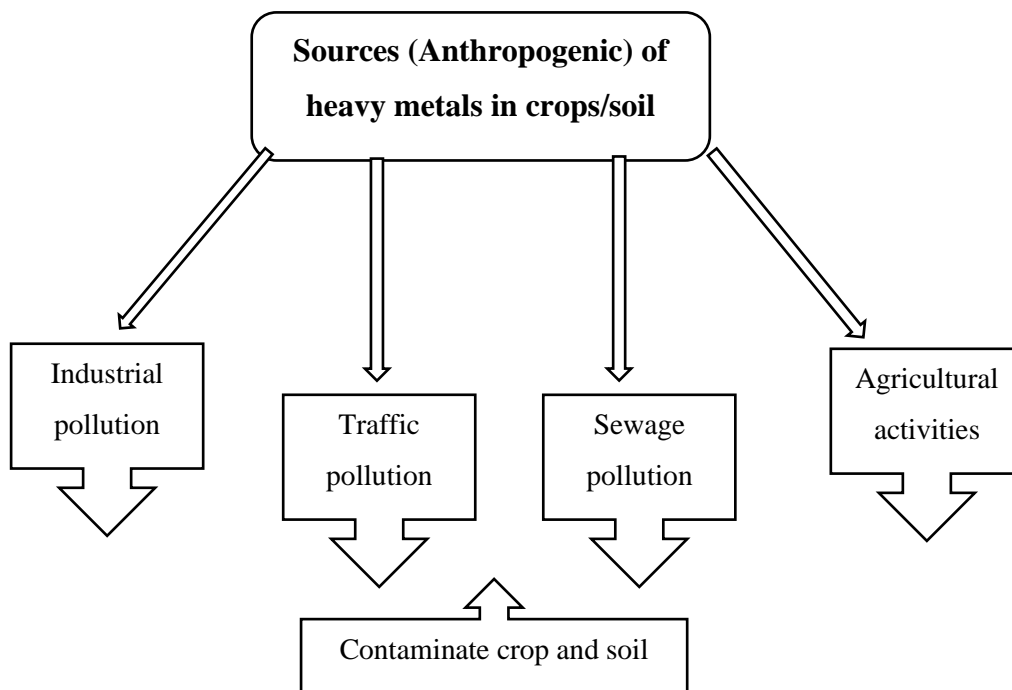 Sources (Anthropogenic) of
heavy metals in crops/soil
Industrial
pollution
Traffic
pollution
Sewage
pollution
Agricultural
activities
Contaminate crop and soil